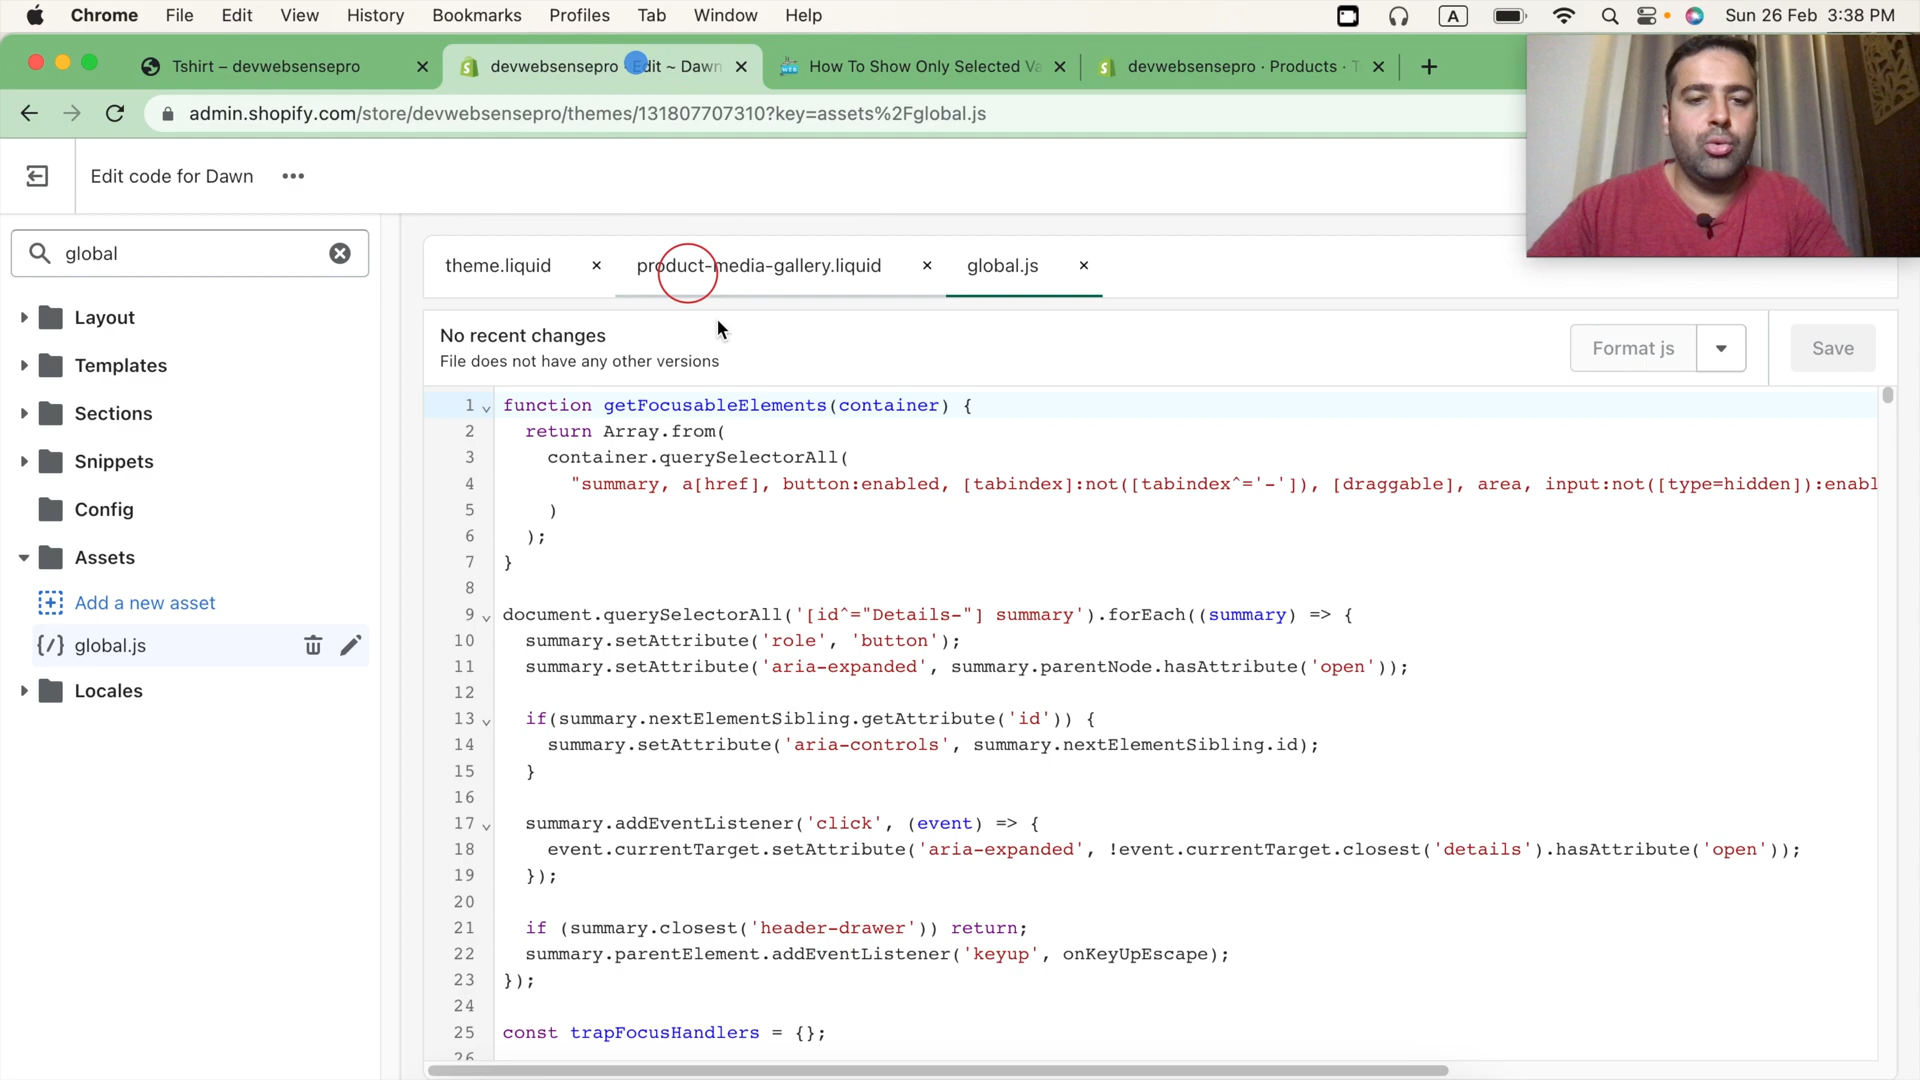 Chrome File Edit View History Bookmarks Profiles Tab Window Help A Sun 26 Feb 3:38 PM
Tshirt – devwebsensepro devwebsensepro · Edit ~ Dawn How To Show Only Selected Va devwebsensepro · Products · T
admin.shopify.com/store/devwebsensepro/themes/131807707310?key=assets%2Fglobal.js
Edit code for Dawn
global
theme.liquid product-media-gallery.liquid global.js
Layout
Templates
Sections
Snippets
Config
Assets
Add a new asset
{/} global.js
Locales
No recent changes
File does not have any other versions
Format js
Save
1 function getFocusableElements(container) {
2 return Array.from(
3 container.querySelectorAll(
4 "summary, a[href], button:enabled, [tabindex]:not([tabindex^='-']), [draggable], area, input:not([type=hidden]):enabl
5 )
6 );
7 }
8
9 document.querySelectorAll('[id^="Details-"] summary').forEach((summary) => {
10 summary.setAttribute('role', 'button');
11 summary.setAttribute('aria-expanded', summary.parentNode.hasAttribute('open'));
12
13 if(summary.nextElementSibling.getAttribute('id')) {
14 summary.setAttribute('aria-controls', summary.nextElementSibling.id);
15 }
16
17 summary.addEventListener('click', (event) => {
18 event.currentTarget.setAttribute('aria-expanded', !event.currentTarget.closest('details').hasAttribute('open'));
19 });
20
21 if (summary.closest('header-drawer')) return;
22 summary.parentElement.addEventListener('keyup', onKeyUpEscape);
23 });
24
25 const trapFocusHandlers = {};
26